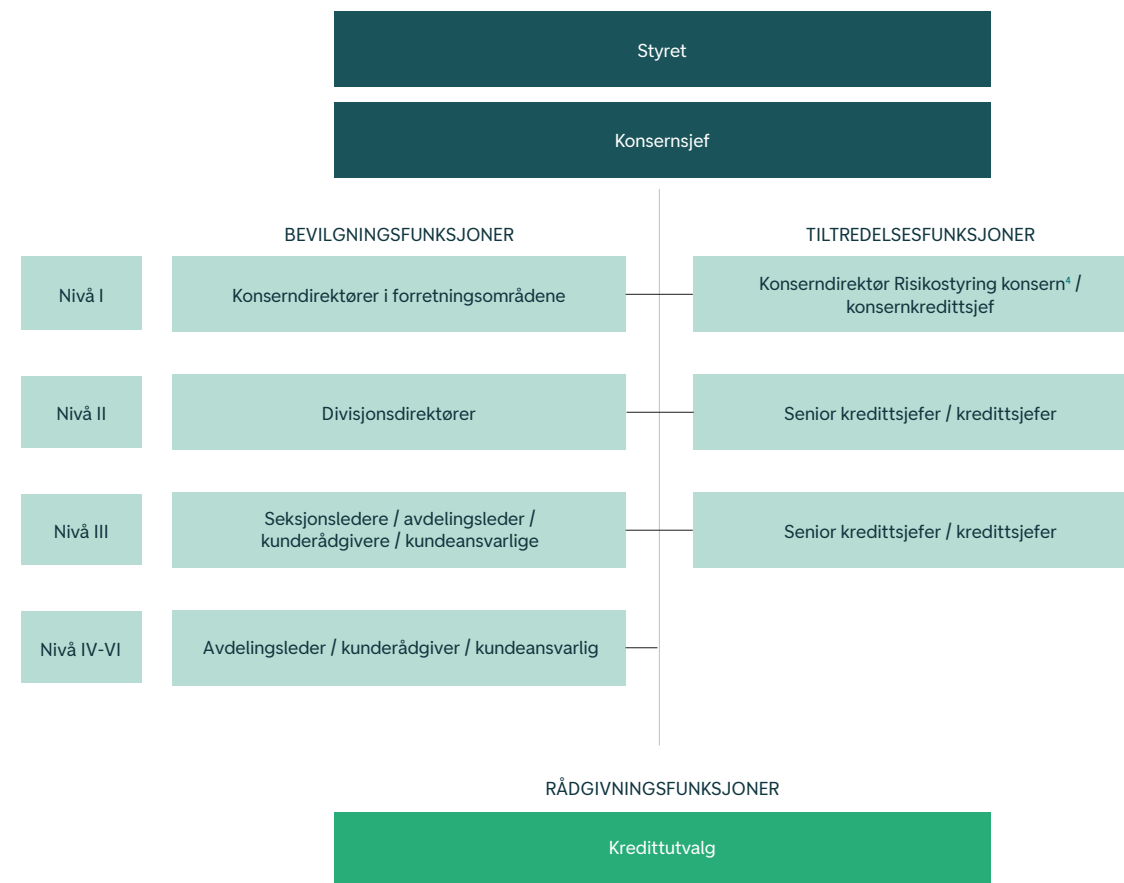 Styret
Konsernsjef
BEVILGNINGSFUNKSJONER
TILTREDELSESFUNKSJONER
Nivå I
Konserndirektører i forretningsområdene
Konserndirektør Risikostyring konsern⁴ /
konsernkredittsjef
Nivå II
Divisjonsdirektører
Senior kredittsjefer / kredittsjefer
Nivå III
Seksjonsledere / avdelingsleder /
kunderådgivere / kundeansvarlige
Senior kredittsjefer / kredittsjefer
Nivå IV-VI
Avdelingsleder / kunderådgiver / kundeansvarlig
RÅDGIVNINGSFUNKSJONER
Kredittutvalg